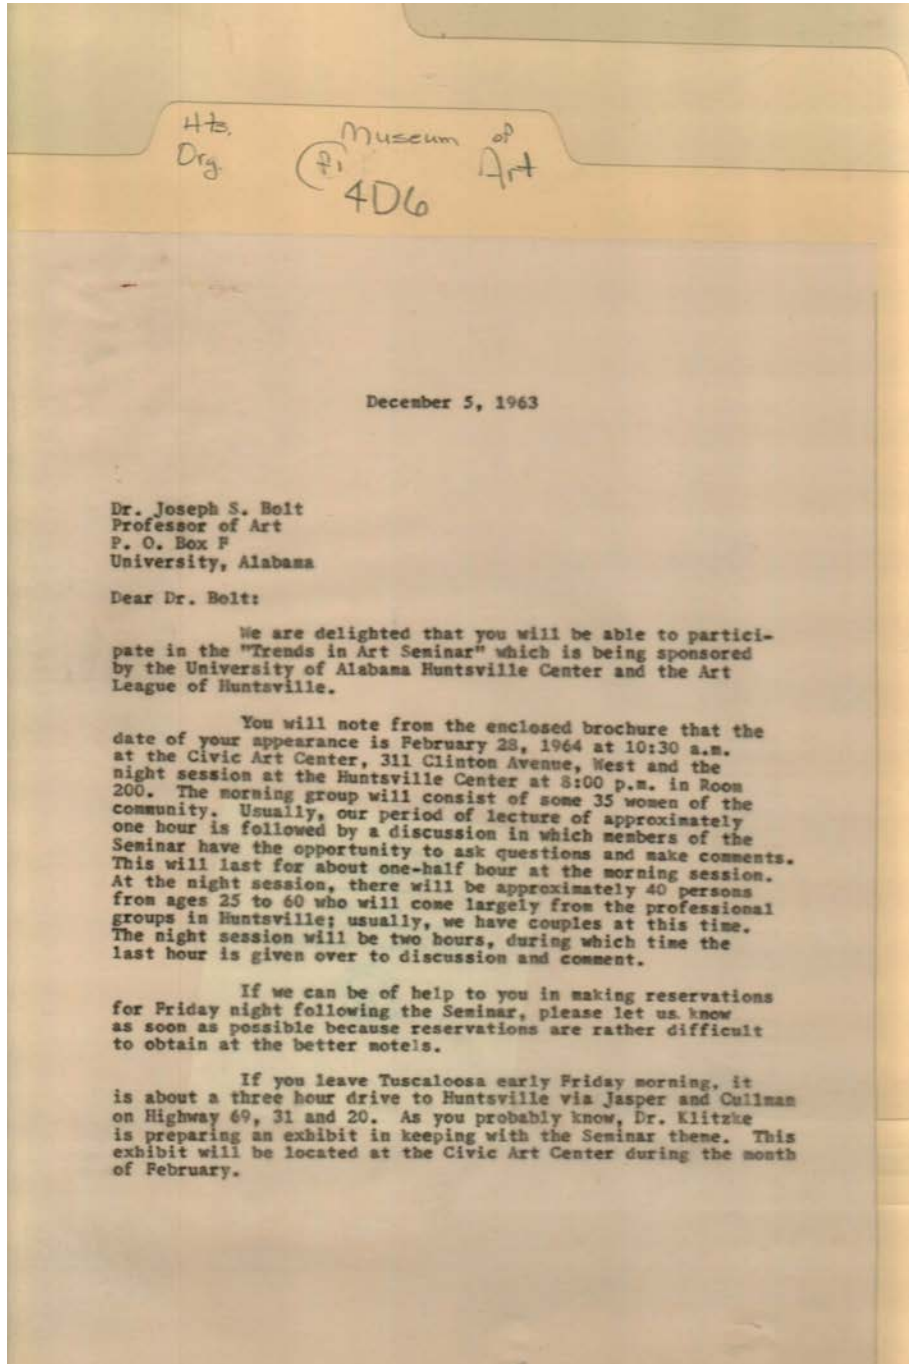 Hts. Museum of
Org. Art
4D6
December 5, 1963
Dr. Joseph S. Bolt
Professor of Art
P. O. Box F
University, Alabama
Dear Dr. Bolt:
We are delighted that you will be able to partici-
pate in the "Trends in Art Seminar" which is being sponsored
by the University of Alabama Huntsville Center and the Art
League of Huntsville.
You will note from the enclosed brochure that the
date of your appearance is February 28, 1964 at 10:30 a.m.
at the Civic Art Center, 311 Clinton Avenue, West and the
night session at the Huntsville Center at 8:00 p.m. in Room
200. The morning group will consist of some 35 women of the
community. Usually, our period of lecture of approximately
one hour is followed by a discussion in which members of the
Seminar have the opportunity to ask questions and make comments.
This will last for about one-half hour at the morning session.
At the night session, there will be approximately 40 persons
from ages 25 to 60 who will come largely from the professional
groups in Huntsville; usually, we have couples at this time.
The night session will be two hours, during which time the
last hour is given over to discussion and comment.
If we can be of help to you in making reservations
for Friday night following the Seminar, please let us know
as soon as possible because reservations are rather difficult
to obtain at the better motels.
If you leave Tuscaloosa early Friday morning, it
is about a three hour drive to Huntsville via Jasper and Cullman
on Highway 69, 31 and 20. As you probably know, Dr. Klitzke
is preparing an exhibit in keeping with the Seminar theme. This
exhibit will be located at the Civic Art Center during the month
of February.